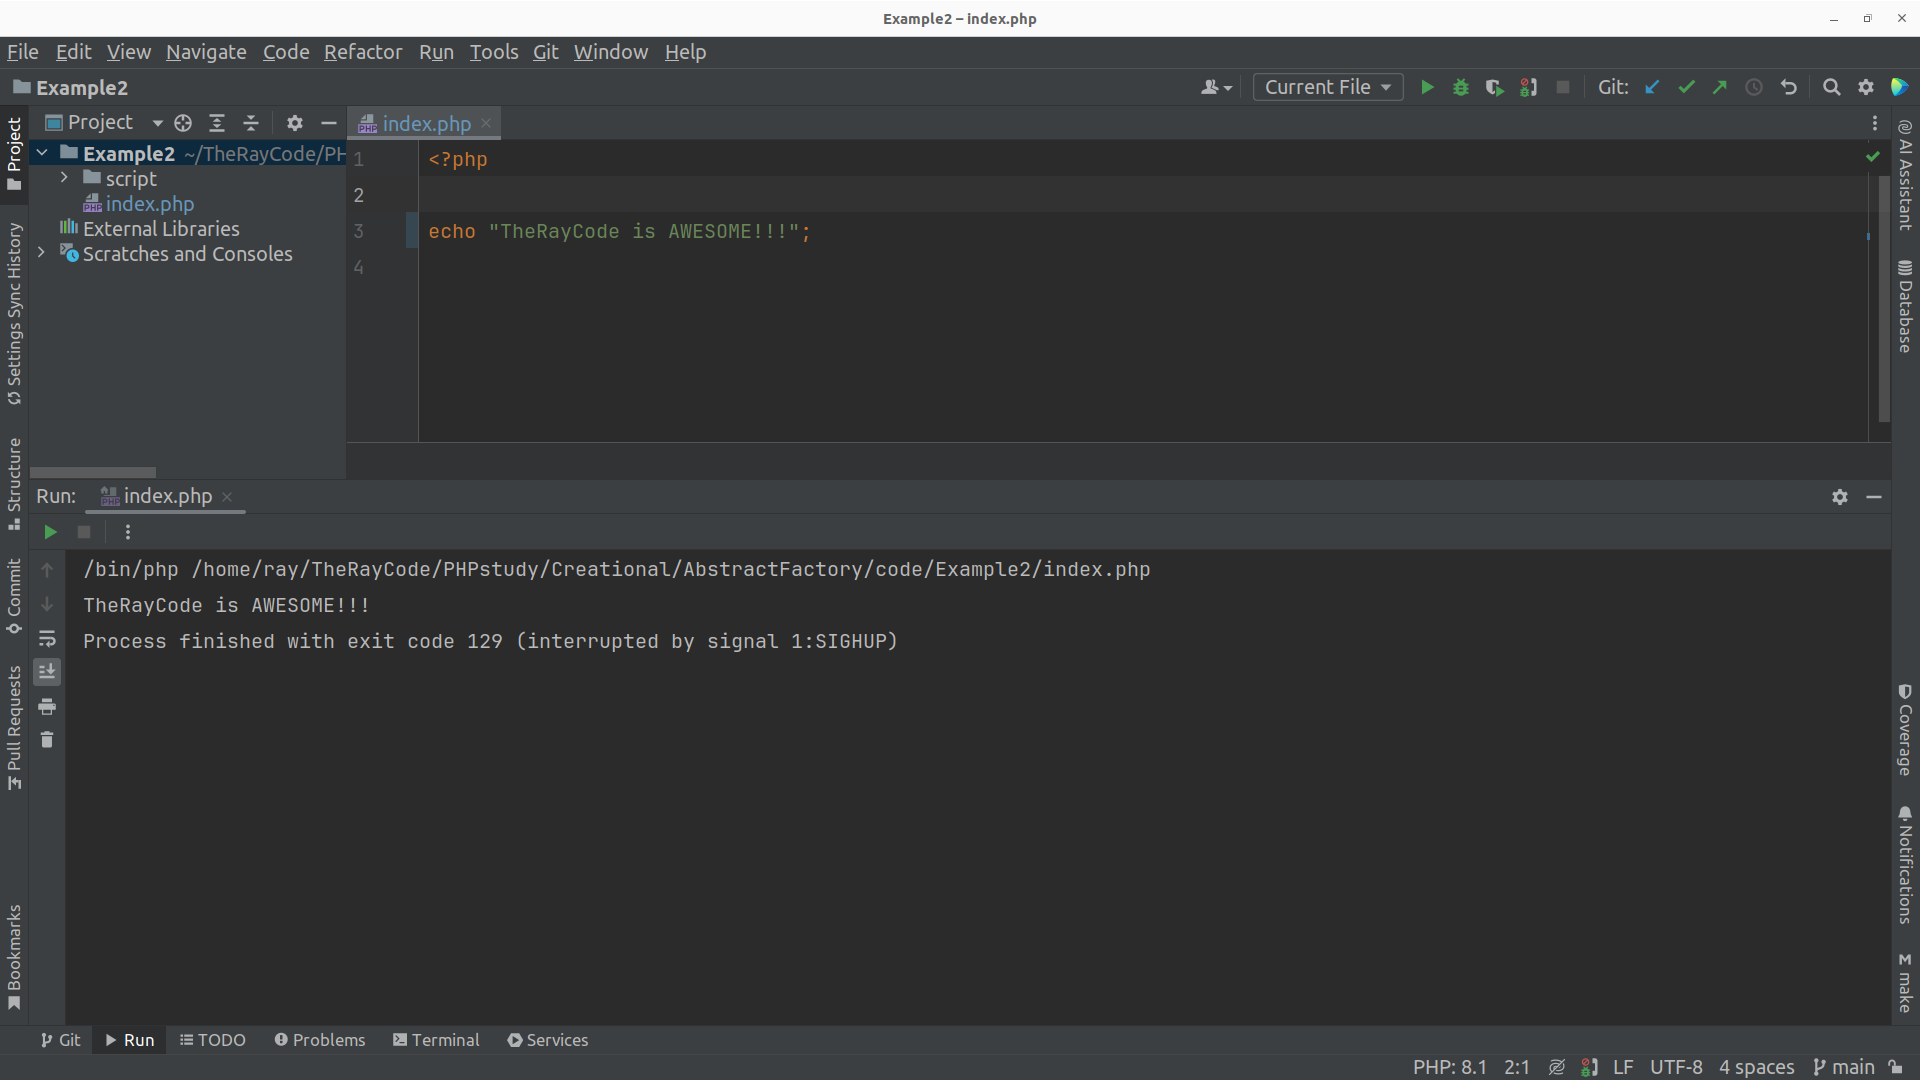 Example2 – index.php
File Edit View Navigate Code Refactor Run Tools Git Window Help
Example2
Current File
Git:
Project
index.php
1 <?php
2
3 echo "TheRayCode is AWESOME!!!";
4
Example2 ~/TheRayCode/PH
script
index.php
External Libraries
Scratches and Consoles
Project
Settings Sync History
Structure
Commit
Pull Requests
Bookmarks
AI Assistant
Database
Coverage
Notifications
make
Run: index.php
/bin/php /home/ray/TheRayCode/PHPstudy/Creational/AbstractFactory/code/Example2/index.php
TheRayCode is AWESOME!!!
Process finished with exit code 129 (interrupted by signal 1:SIGHUP)
Git Run TODO Problems Terminal Services
PHP: 8.1 2:1 LF UTF-8 4 spaces main